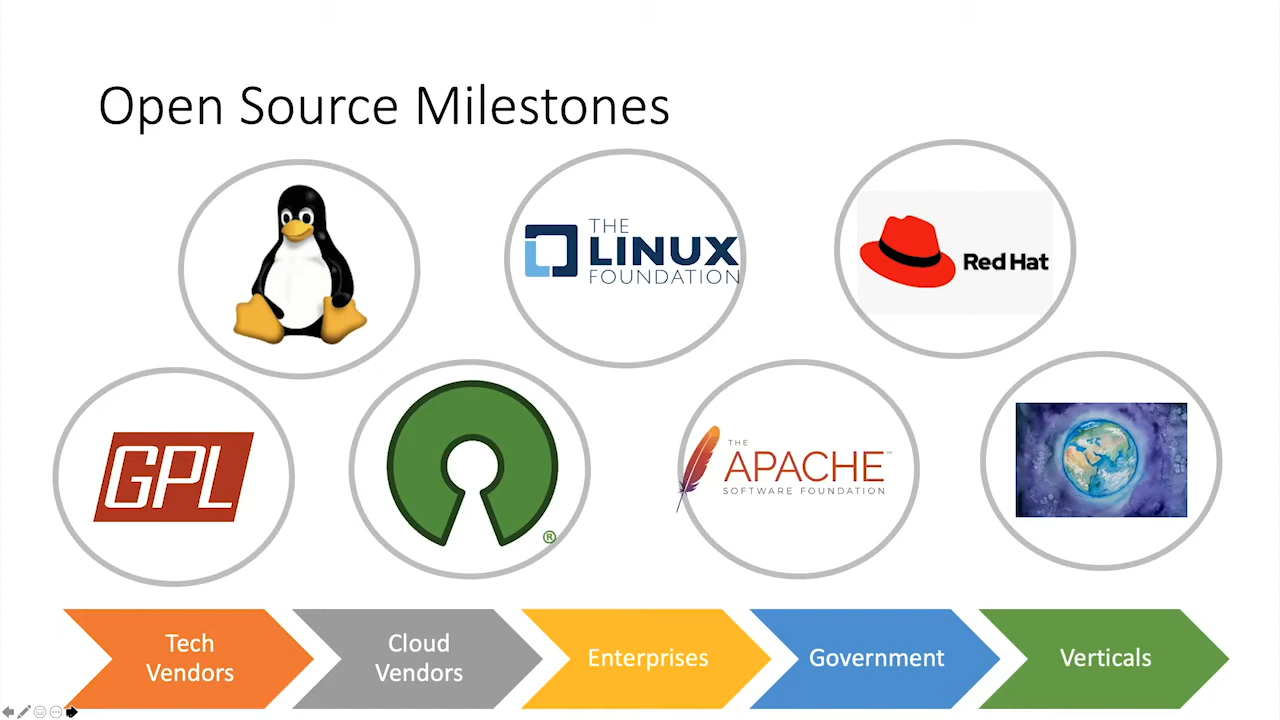 Open Source Milestones
THE
LINUX
FOUNDATION
Red Hat
GPL
®
THE
APACHE™
SOFTWARE FOUNDATION
Tech
Vendors
Cloud
Vendors
Enterprises
Government
Verticals